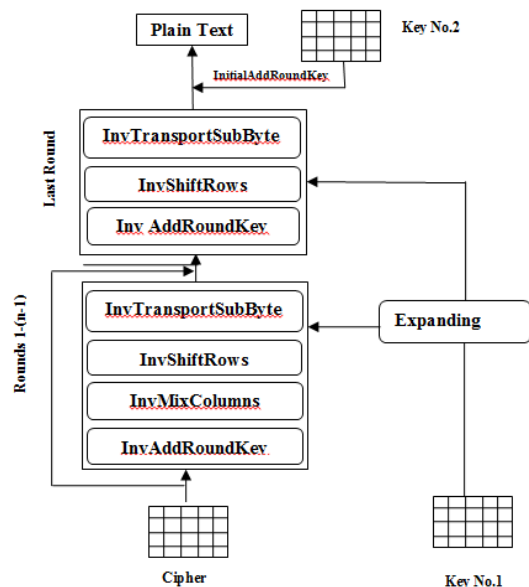 Plain Text
Key No.2
InitialAddRoundKey
Last Round
InvTransportSubByte
InvShiftRows
Inv AddRoundKey
Rounds 1-(n-1)
InvTransportSubByte
InvShiftRows
InvMixColumns
InvAddRoundKey
Expanding
Cipher
Key No.1